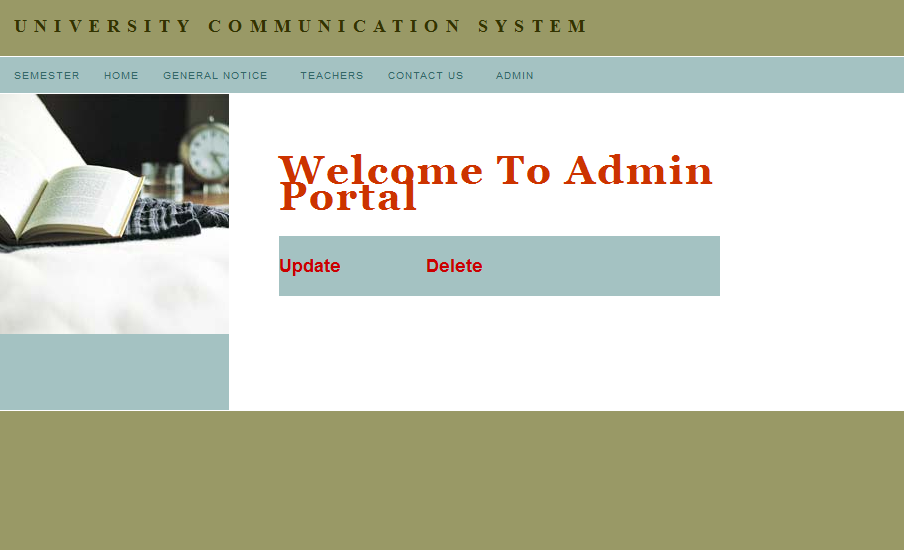 UNIVERSITY COMMUNICATION SYSTEM
SEMESTER HOME GENERAL NOTICE TEACHERS CONTACT US ADMIN
Welcome To Admin
Portal
Update Delete